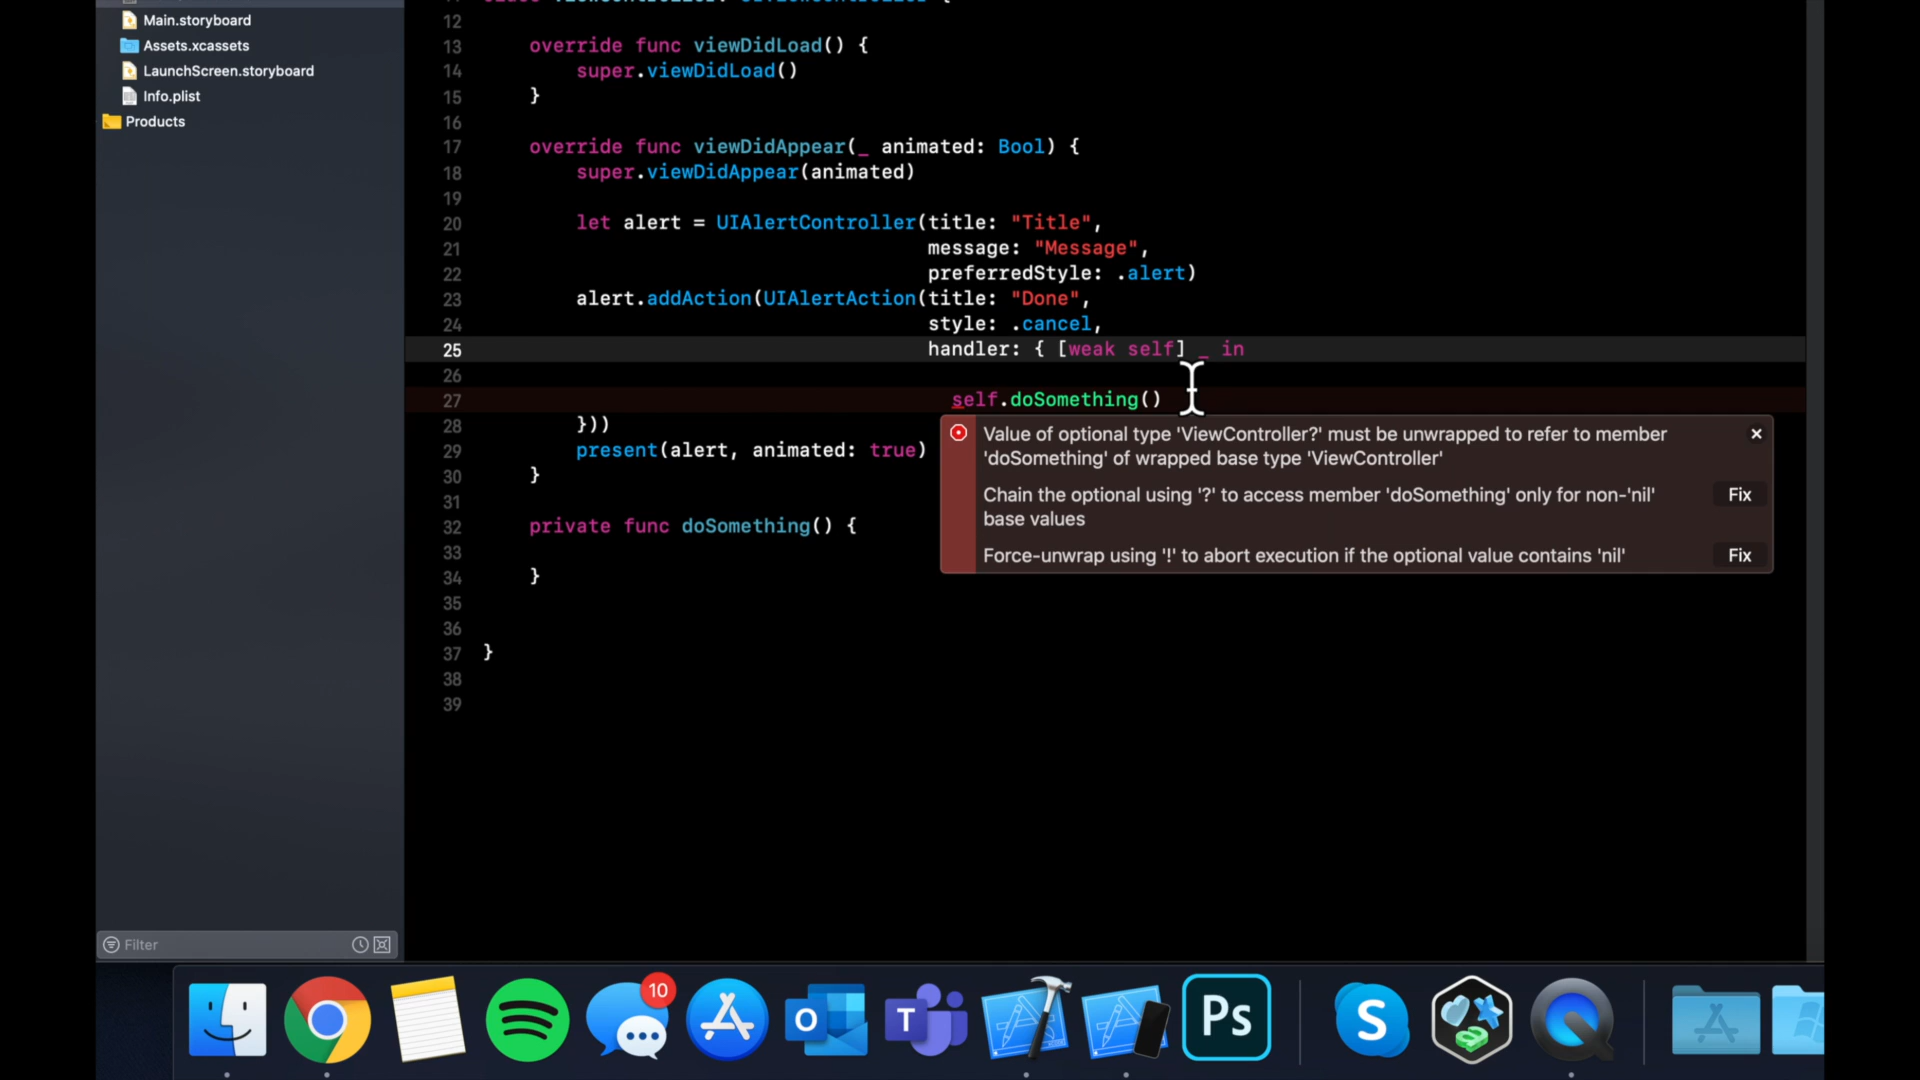 Main.storyboard
Assets.xcassets
LaunchScreen.storyboard
Info.plist
Products
Filter
12
13 override func viewDidLoad() {
14 super.viewDidLoad()
15 }
16
17 override func viewDidAppear(_ animated: Bool) {
18 super.viewDidAppear(animated)
19
20 let alert = UIAlertController(title: "Title",
21 message: "Message",
22 preferredStyle: .alert)
23 alert.addAction(UIAlertAction(title: "Done",
24 style: .cancel,
25 handler: { [weak self] _ in
26
27 self.doSomething()
28 }))
29 present(alert, animated: true)
30 }
31
32 private func doSomething() {
33
34 }
35
36
37 }
38
39
Value of optional type 'ViewController?' must be unwrapped to refer to member
'doSomething' of wrapped base type 'ViewController'
Chain the optional using '?' to access member 'doSomething' only for non-'nil'
base values
Fix
Force-unwrap using '!' to abort execution if the optional value contains 'nil'
Fix
10
O
T
Ps
S